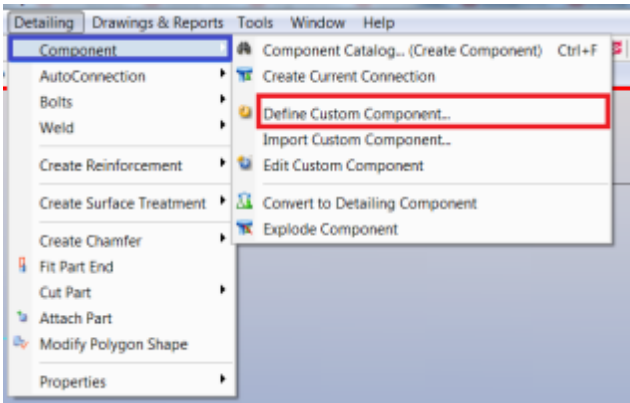 Detailing Drawings & Reports Tools Window Help
Component
AutoConnection
Bolts
Weld
Create Reinforcement
Create Surface Treatment
Create Chamfer
Fit Part End
Cut Part
Attach Part
Modify Polygon Shape
Properties
Component Catalog... (Create Component) Ctrl+F
Create Current Connection
Define Custom Component...
Import Custom Component...
Edit Custom Component
Convert to Detailing Component
Explode Component